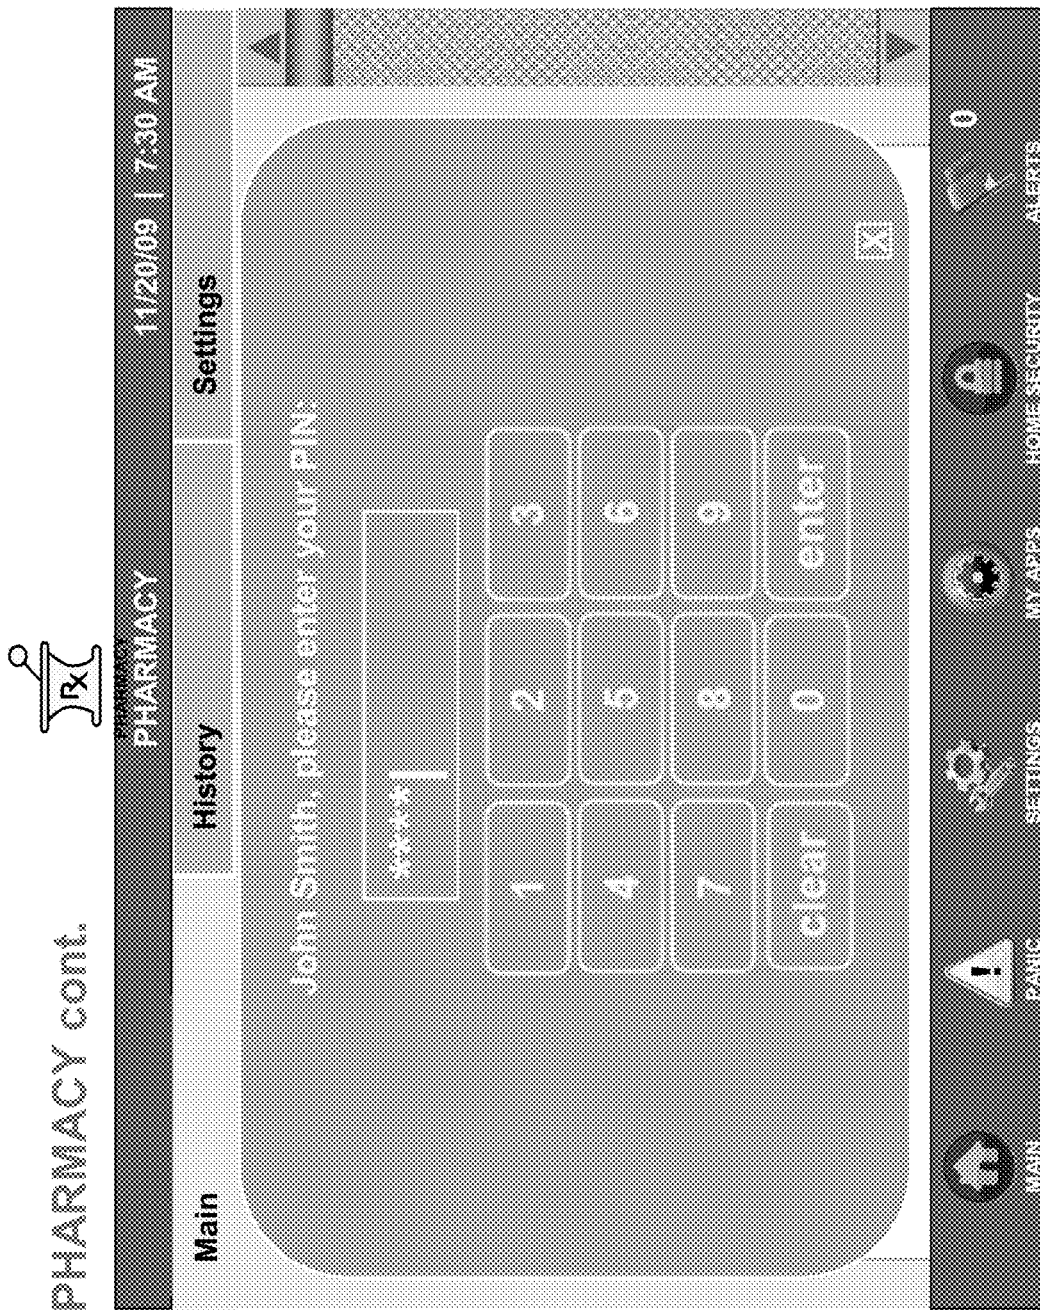 PHARMACY cont.
Rx
PHARMACY
PHARMACY
11/20/09 | 7:30 AM
Main
History
Settings
John Smith, please enter your PIN:
****
1
2
3
4
5
6
7
8
9
clear
0
enter
X
0
MAIN
PANIC
SETTINGS
MY APPS
HOME SECURITY
ALERTS